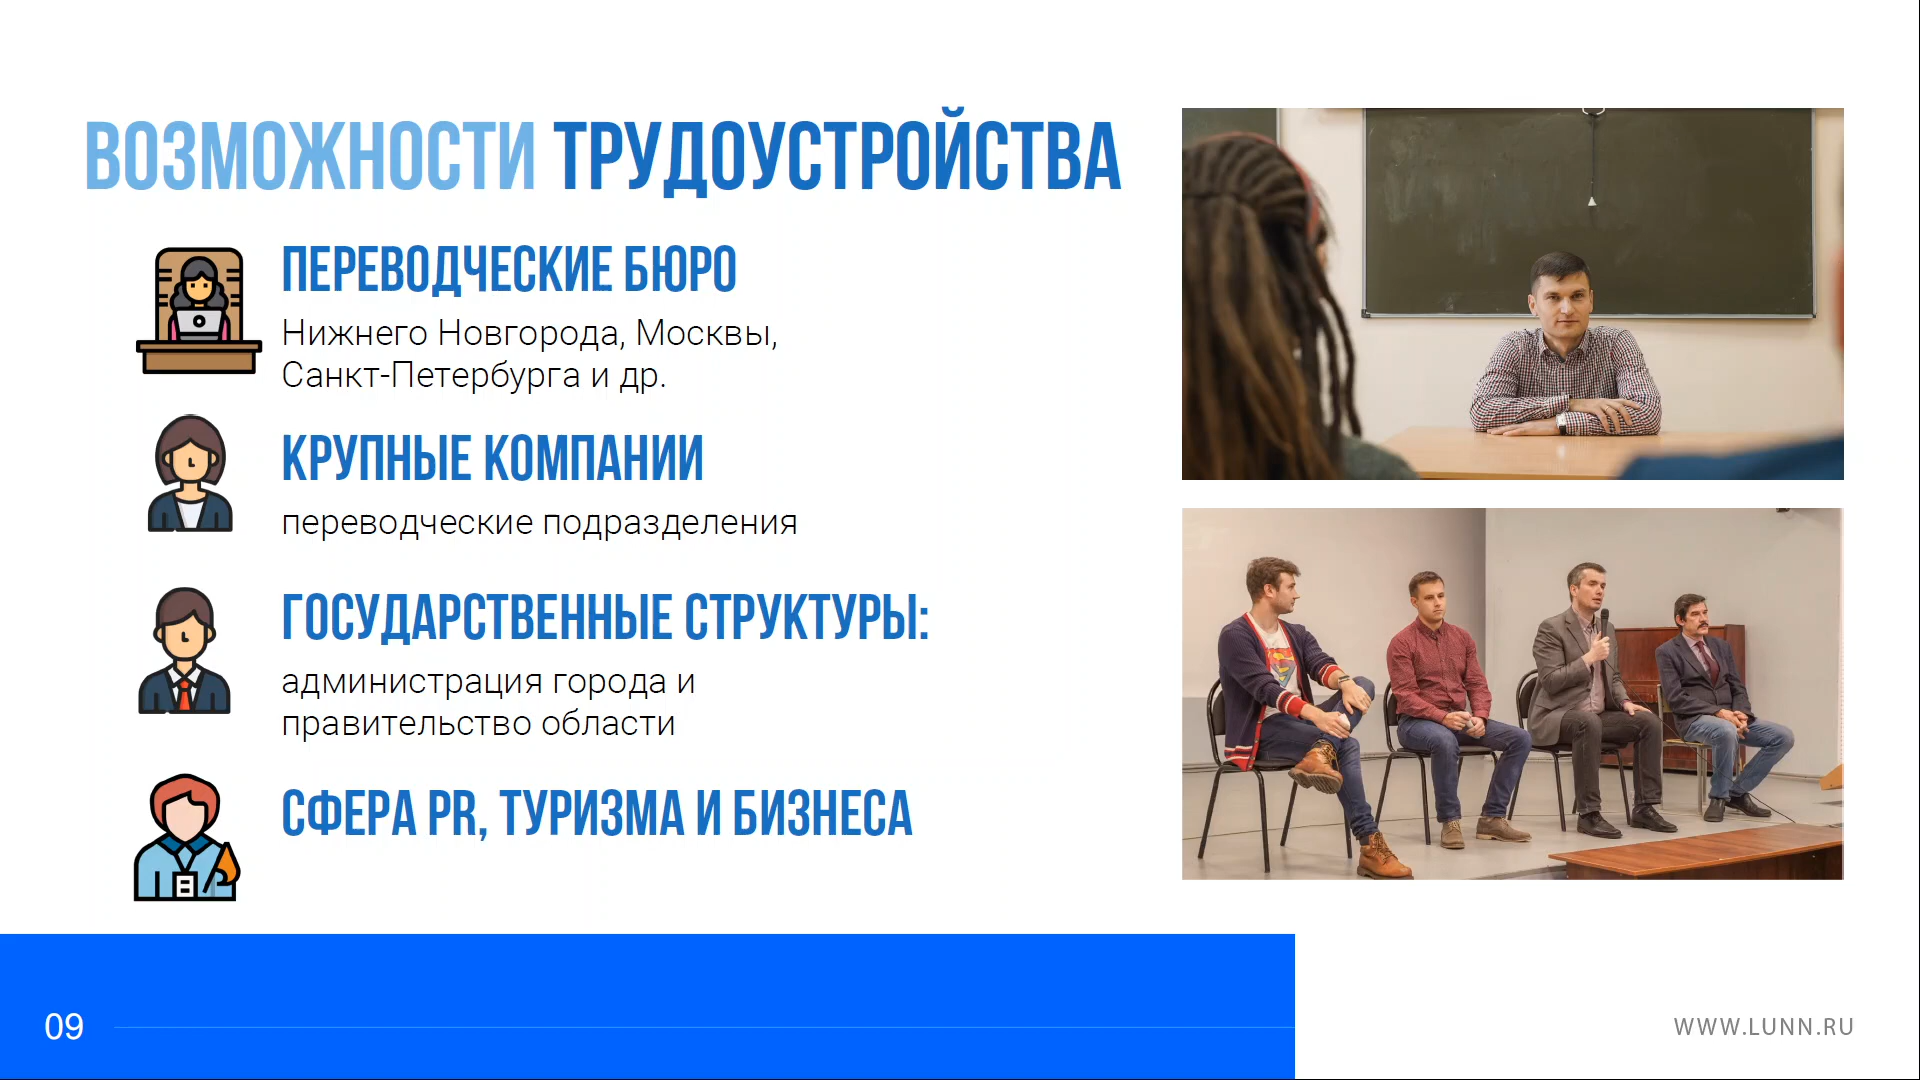 ВОЗМОЖНОСТИ ТРУДОУСТРОЙСТВА
ПЕРЕВОДЧЕСКИЕ БЮРО
Нижнего Новгорода, Москвы,
Санкт-Петербурга и др.
КРУПНЫЕ КОМПАНИИ
переводческие подразделения
ГОСУДАРСТВЕННЫЕ СТРУКТУРЫ:
администрация города и
правительство области
СФЕРА PR, ТУРИЗМА И БИЗНЕСА
09
WWW.LUNN.RU